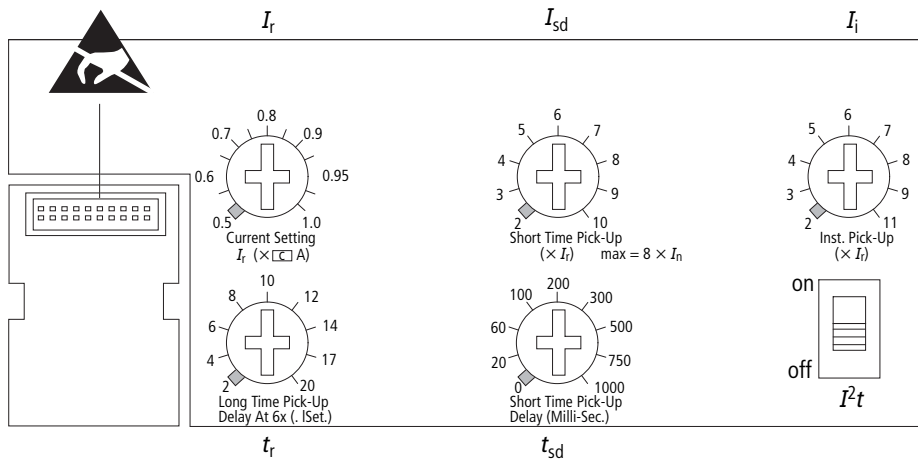 Ir Isd Ii
0.5 0.6 0.7 0.8 0.9 0.95 1.0
Current Setting
Ir (× C A)
2 3 4 5 6 7 8 9 10
Short Time Pick-Up
(× Ir) max = 8 × In
2 3 4 5 6 7 8 9 11
Inst. Pick-Up
(× Ir)
2 4 6 8 10 12 14 17 20
Long Time Pick-Up
Delay At 6x (. ISet.)
tr
0 20 60 100 200 300 500 750 1000
Short Time Pick-Up
Delay (Milli-Sec.)
tsd
on
off
I²t